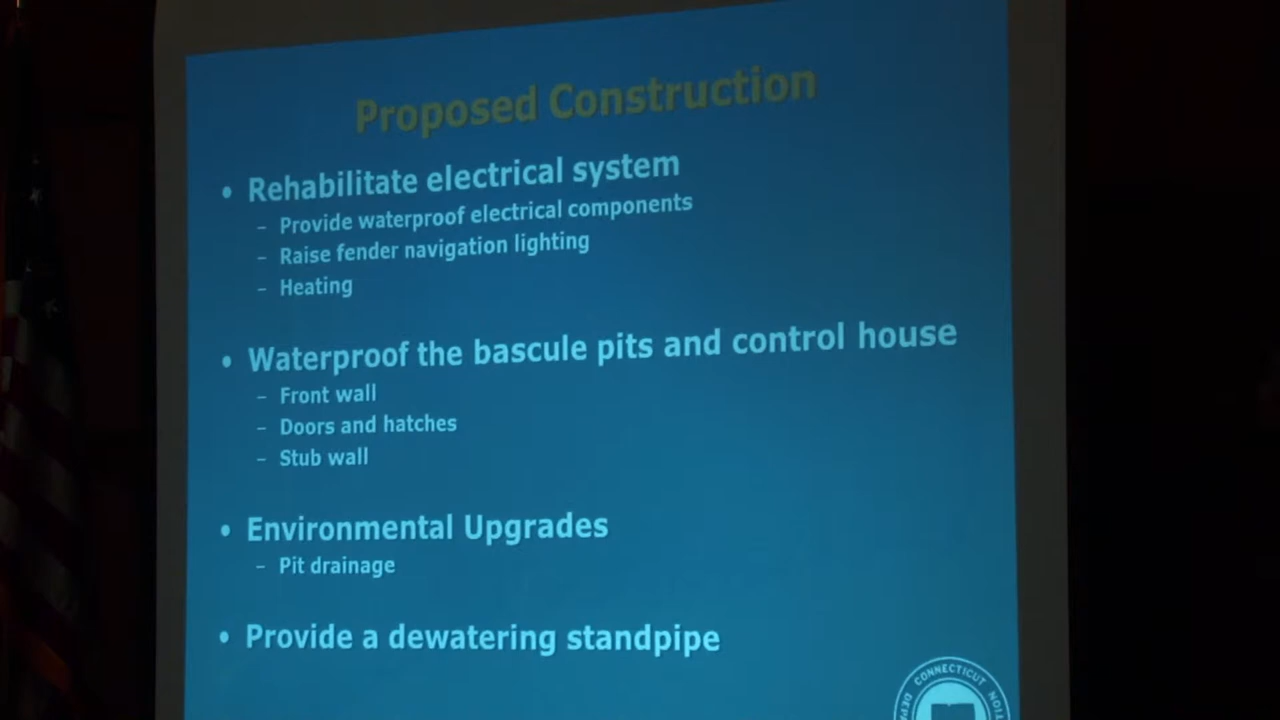 Proposed Construction
• Rehabilitate electrical system
– Provide waterproof electrical components
– Raise fender navigation lighting
– Heating
• Waterproof the bascule pits and control house
– Front wall
– Doors and hatches
– Stub wall
• Environmental Upgrades
– Pit drainage
• Provide a dewatering standpipe
CONNECTICUT